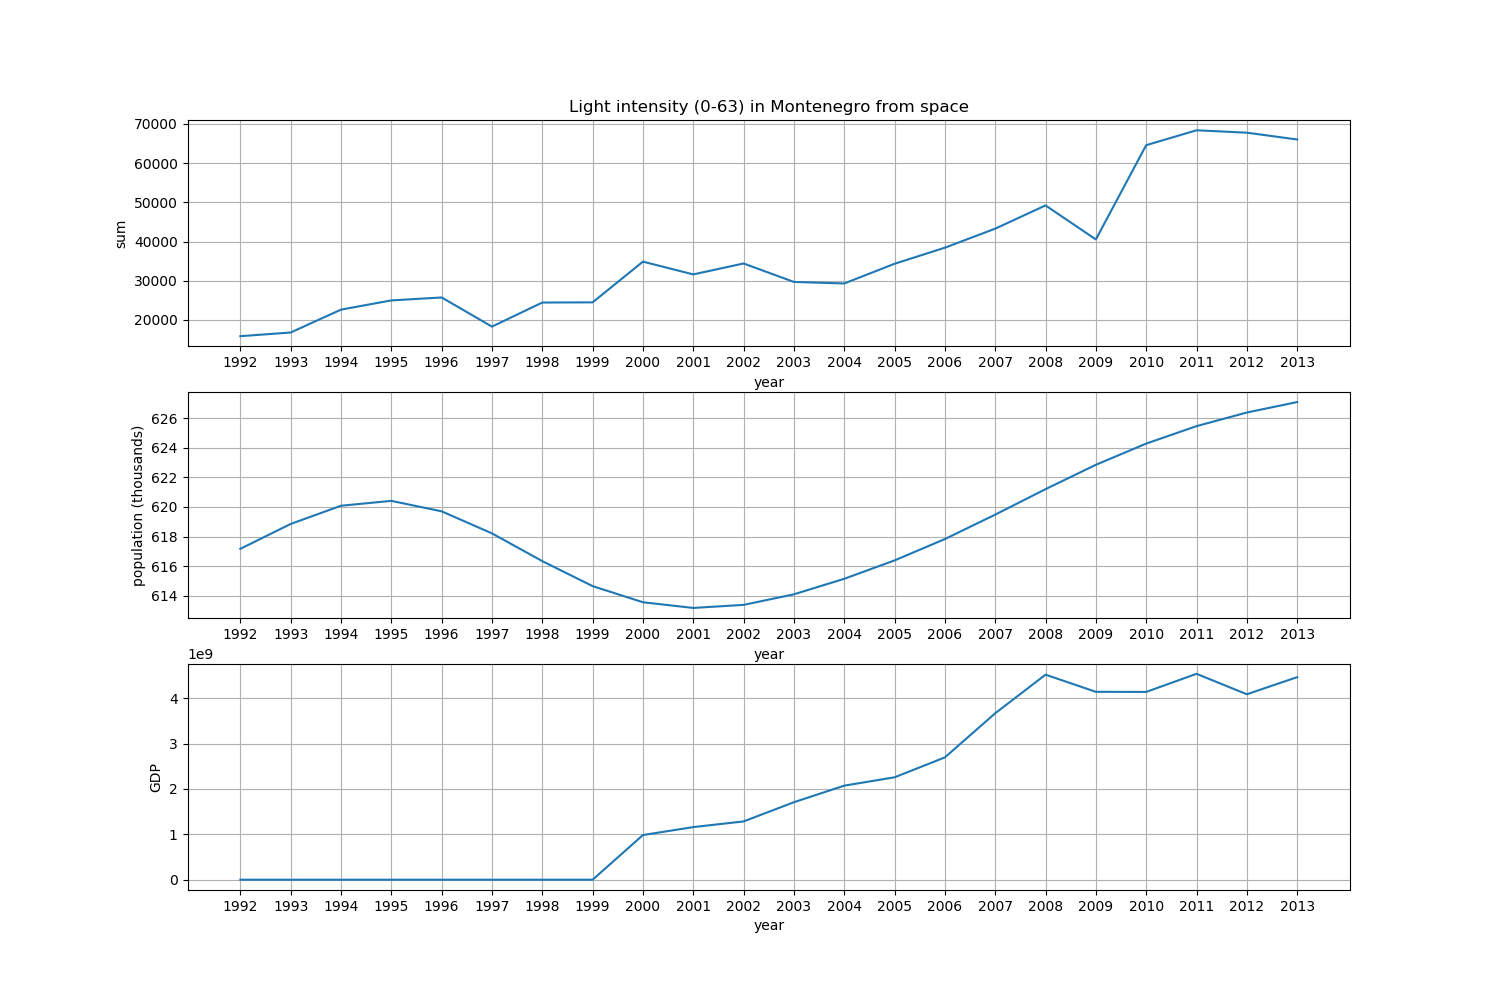 Light intensity (0-63) in Montenegro from space
70000
60000
50000
40000
30000
20000
sum
1992 1993 1994 1995 1996 1997 1998 1999 2000 2001 2002 2003 2004 2005 2006 2007 2008 2009 2010 2011 2012 2013
year
626
624
622
620
618
616
614
population (thousands)
1992 1993 1994 1995 1996 1997 1998 1999 2000 2001 2002 2003 2004 2005 2006 2007 2008 2009 2010 2011 2012 2013
year
1e9
4
3
2
1
0
GDP
1992 1993 1994 1995 1996 1997 1998 1999 2000 2001 2002 2003 2004 2005 2006 2007 2008 2009 2010 2011 2012 2013
year